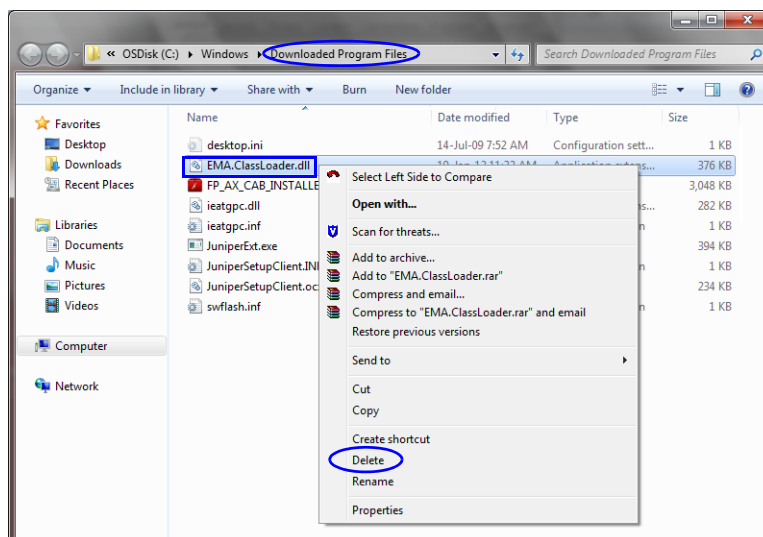 « OSDisk (C:) ▸ Windows ▸ Downloaded Program Files
Search Downloaded Program Files
Organize Include in library Share with Burn New folder
Favorites
Desktop
Downloads
Recent Places
Libraries
Documents
Music
Pictures
Videos
Computer
Network
Name Date modified Type Size
desktop.ini 14-Jul-09 7:52 AM Configuration sett... 1 KB
EMA.ClassLoader.dll 376 KB
FP_AX_CAB_INSTALLE 3,048 KB
ieatgpc.dll 282 KB
ieatgpc.inf 1 KB
JuniperExt.exe 394 KB
JuniperSetupClient.INI 1 KB
JuniperSetupClient.oc 234 KB
swflash.inf 1 KB
Select Left Side to Compare
Open with...
Scan for threats...
Add to archive...
Add to "EMA.ClassLoader.rar"
Compress and email...
Compress to "EMA.ClassLoader.rar" and email
Restore previous versions
Send to
Cut
Copy
Create shortcut
Delete
Rename
Properties